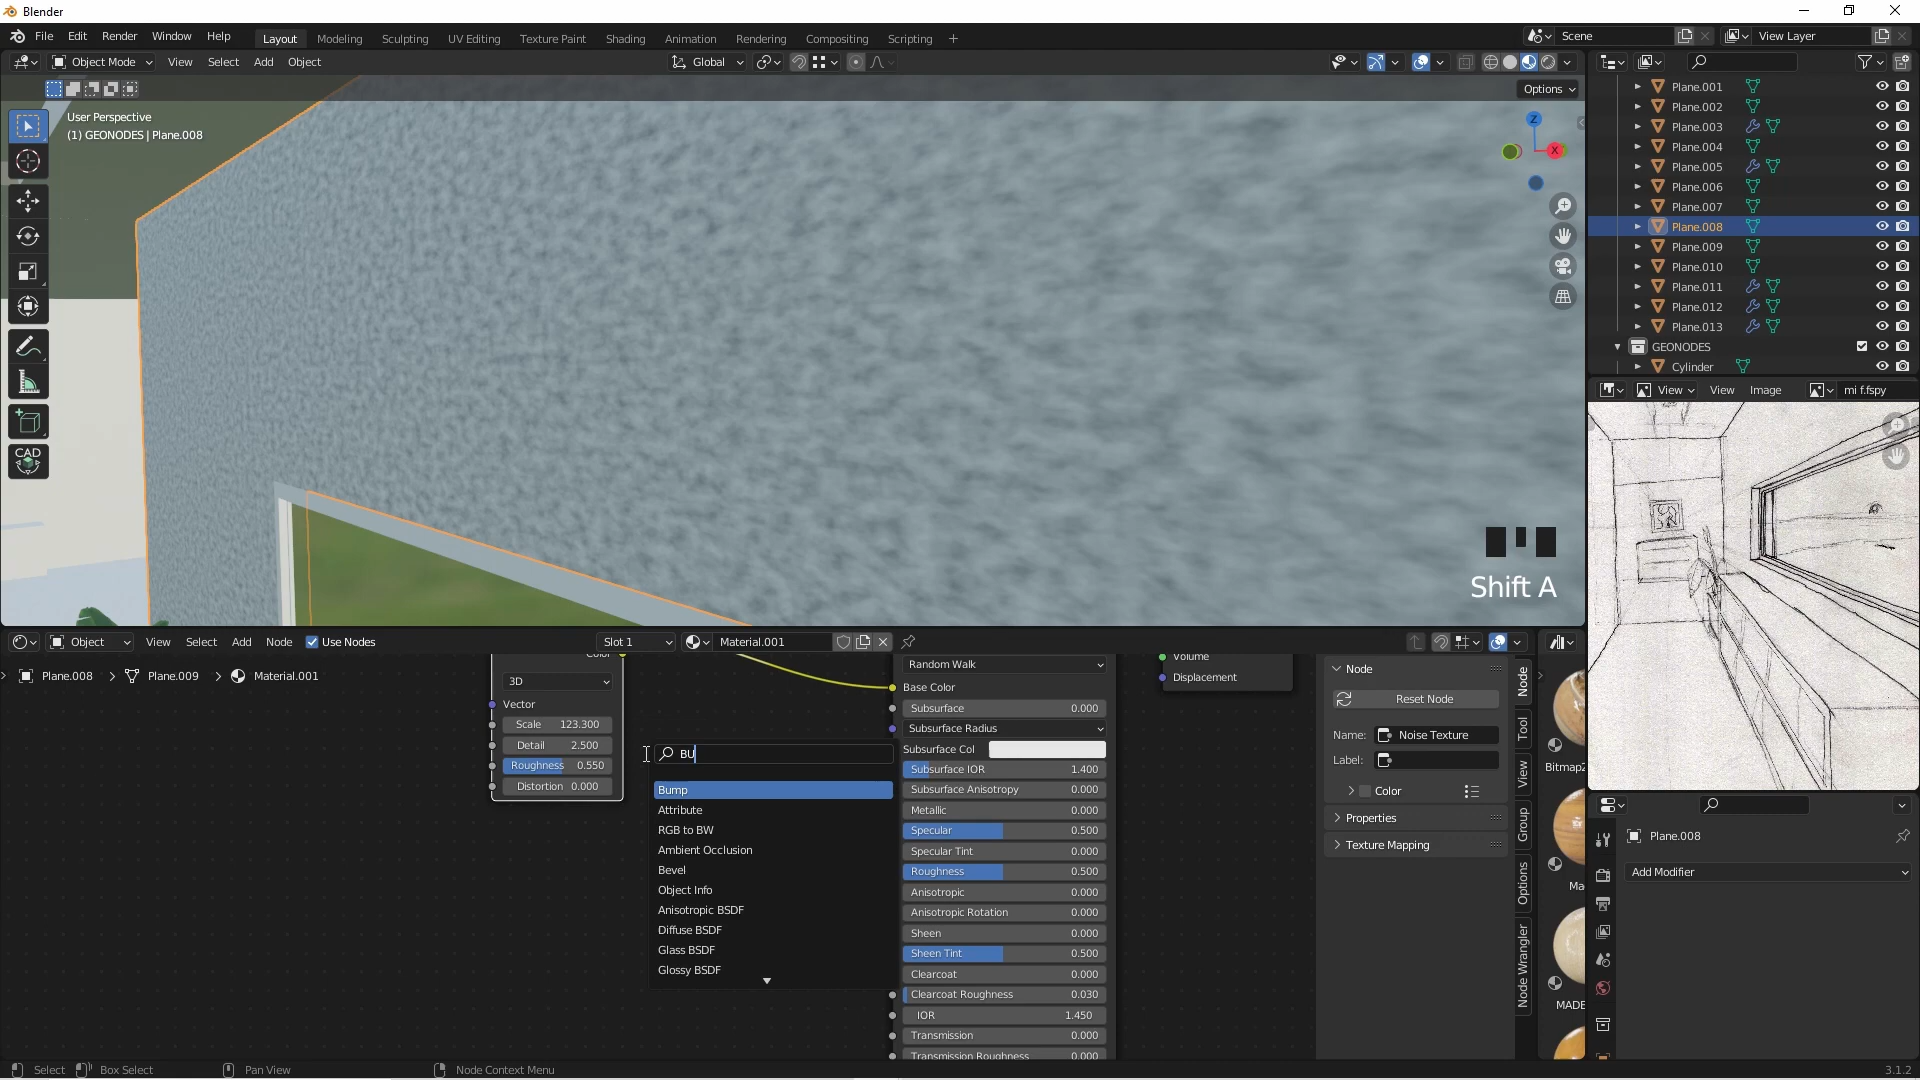 Blender
File Edit Render Window Help
Layout Modeling Sculpting UV Editing Texture Paint Shading Animation Rendering Compositing Scripting +
Scene
View Layer
Object Mode View Select Add Object
Global
Options
User Perspective
(1) GEONODES | Plane.008
Z
X
CAD
Shift A
Plane.001
Plane.002
Plane.003
Plane.004
Plane.005
Plane.006
Plane.007
Plane.008
Plane.009
Plane.010
Plane.011
Plane.012
Plane.013
GEONODES
Cylinder
View View Image mi f.fspy
Object View Select Add Node Use Nodes
Slot 1
Material.001
Plane.008 > Plane.009 > Material.001
Color
3D
Vector
Scale 123.300
Detail 2.500
Roughness 0.550
Distortion 0.000
BU
Bump
Attribute
RGB to BW
Ambient Occlusion
Bevel
Object Info
Anisotropic BSDF
Diffuse BSDF
Glass BSDF
Glossy BSDF
Random Walk
Base Color
Subsurface 0.000
Subsurface Radius
Subsurface Col
Subsurface IOR 1.400
Subsurface Anisotropy 0.000
Metallic 0.000
Specular 0.500
Specular Tint 0.000
Roughness 0.500
Anisotropic 0.000
Anisotropic Rotation 0.000
Sheen 0.000
Sheen Tint 0.500
Clearcoat 0.000
Clearcoat Roughness 0.030
IOR 1.450
Transmission 0.000
Transmission Roughness 0.000
Volume
Displacement
Node
Reset Node
Name: Noise Texture
Label:
Color
Properties
Texture Mapping
Node
Tool
View
Group
Options
Node Wrangler
Bitmap2
Ma
MADE
Plane.008
Add Modifier
Select Box Select Pan View Node Context Menu
3.1.2